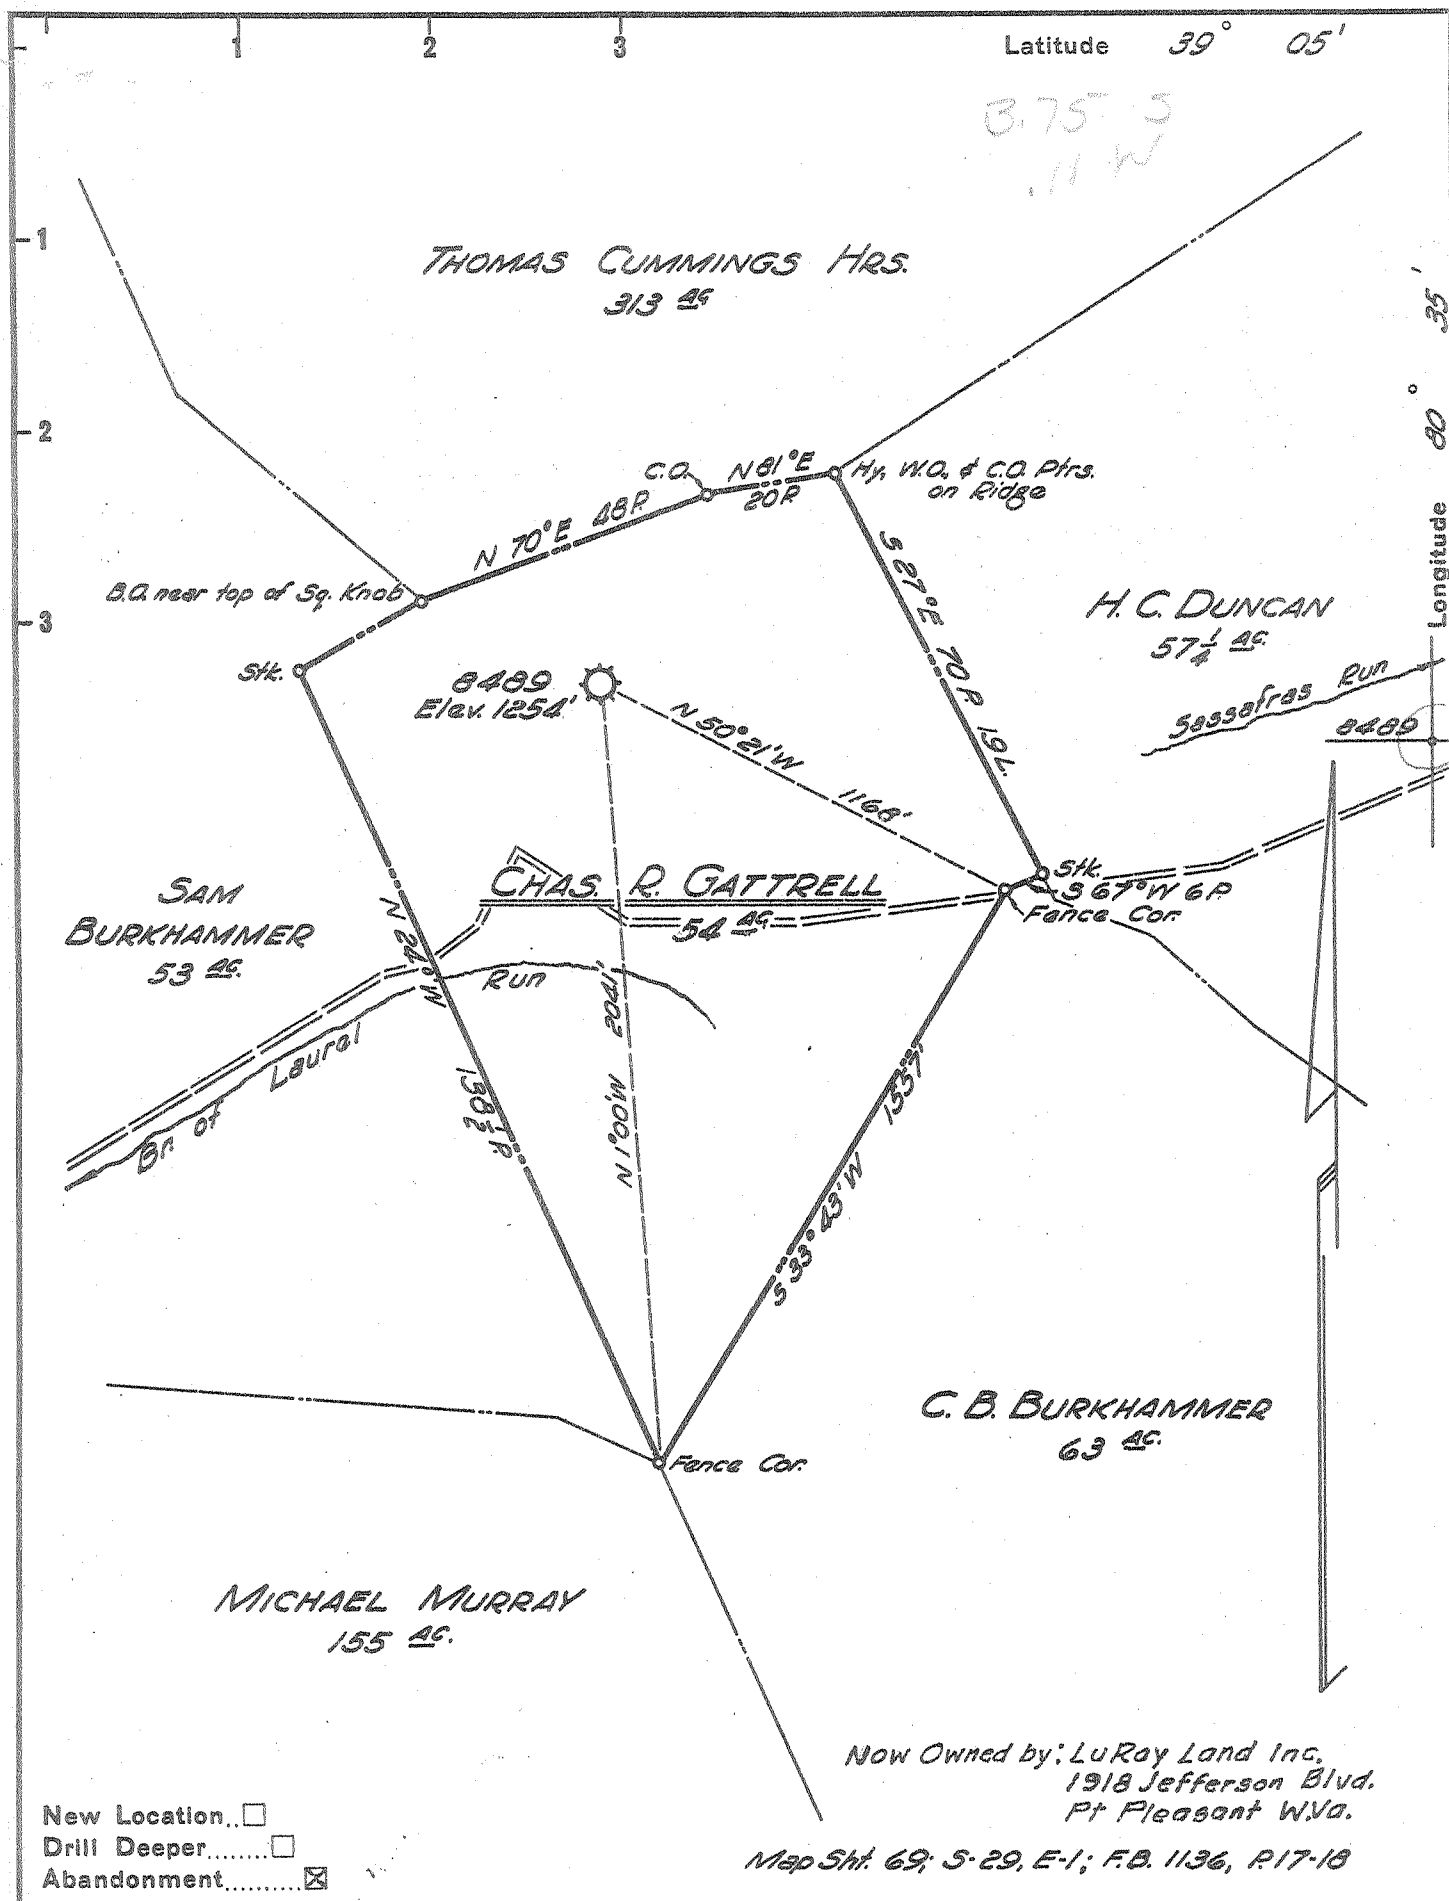 1 2 3
Latitude 39° 05'
3.75 S
.11 W
1
THOMAS CUMMINGS HRS.
313 AC
Longitude 80° 35'
2
C.O.
N 81° E
20 P.
Hy, W.O., & C.O. Ptrs.
on Ridge
N 70° E 48 P.
B.O. near top of Sq. Knob
3
S 27° E 70 P. 19 L.
H. C. DUNCAN
57 1/4 AC.
Stk.
8489
Elev. 1254'
Sassafras Run
8489
N 50° 21' W 1168'
CHAS. R. GATTRELL
54 AC
Stk.
S 67° W 6 P.
Fence Cor.
SAM
BURKHAMMER
53 AC.
N 24° W 138 1/2 P.
Run
Br. of Laural
N 1° 00' W 2041'
S 33° 43' W 1557'
C. B. BURKHAMMER
63 AC.
Fence Cor.
MICHAEL MURRAY
155 AC.
Now Owned by: LuRay Land Inc.
1918 Jefferson Blvd.
Pt Pleasant W.Va.
New Location..
Drill Deeper........
Abandonment..........☒
Map Sht. 69; S-29, E-1; F.B. 1136, P.17-18